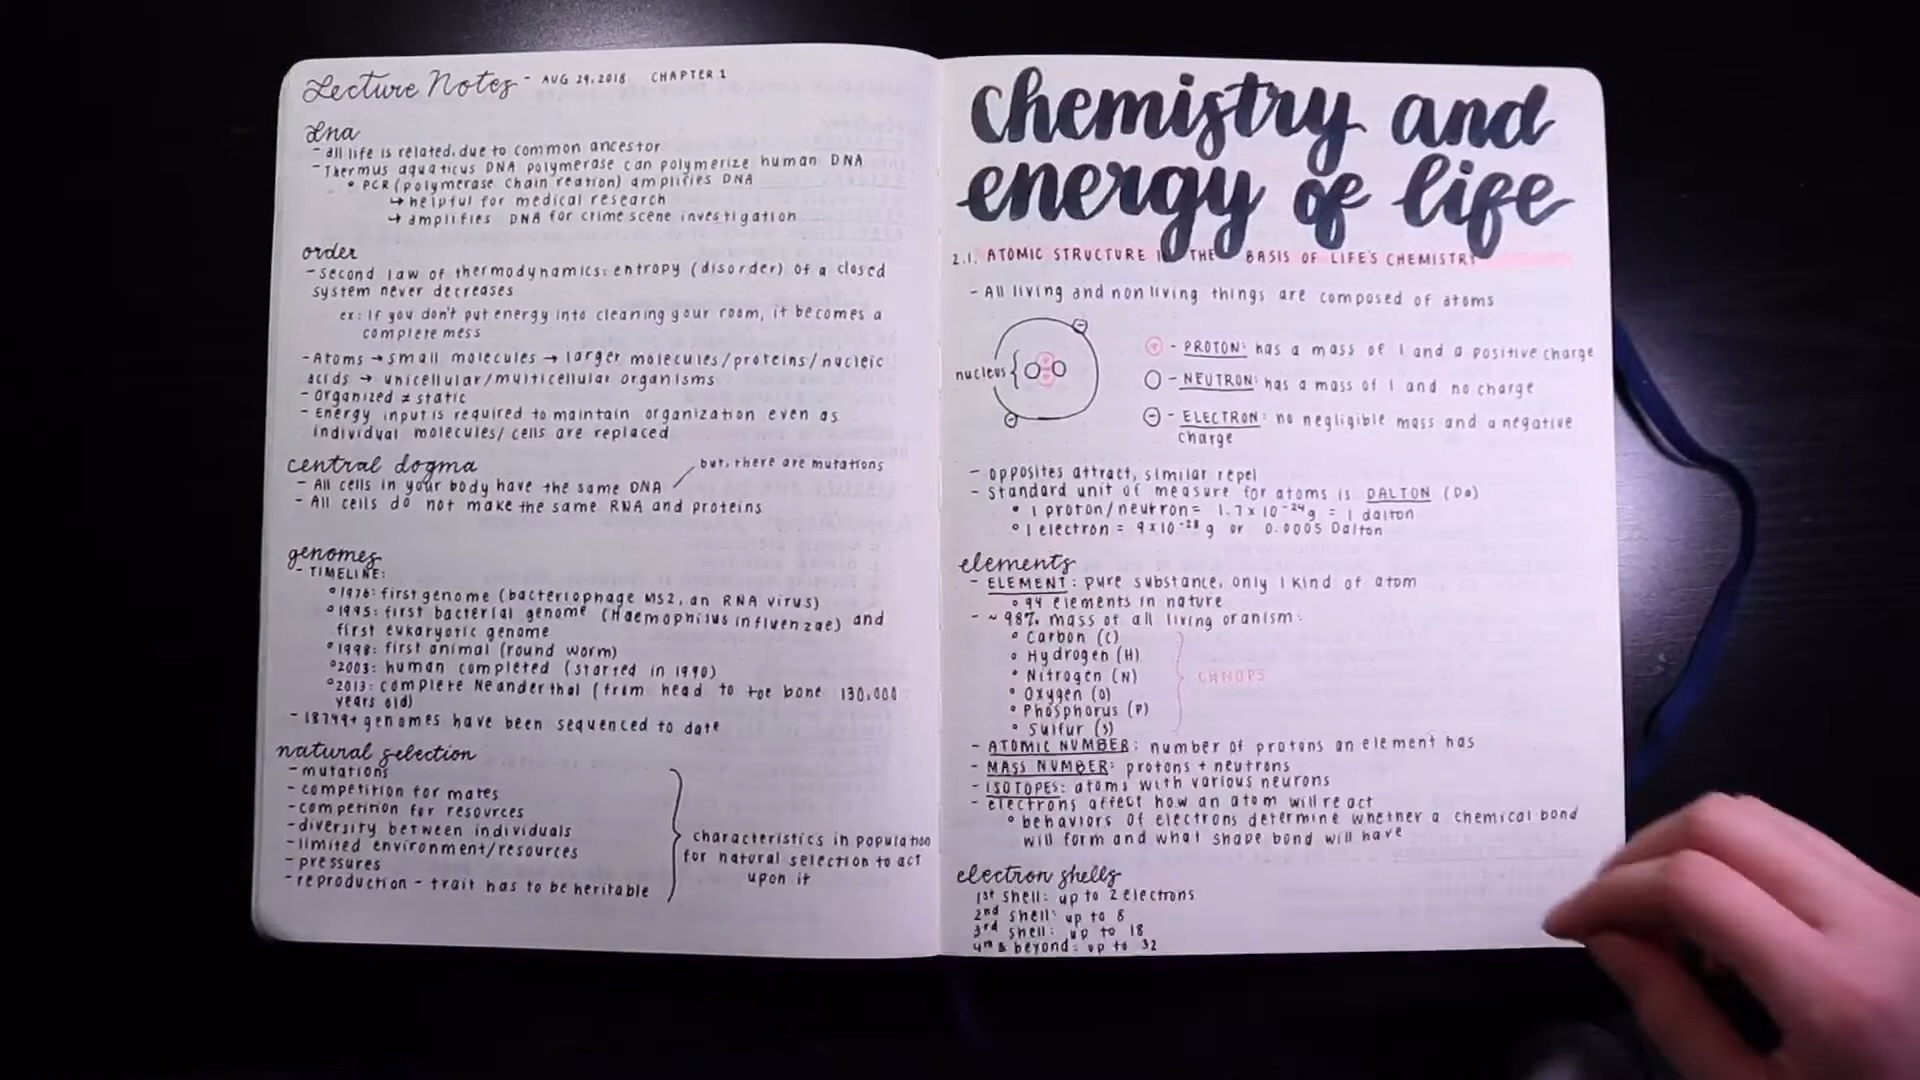 Lecture Notes - AUG 29, 2018 CHAPTER 1
dna
- all life is related, due to common ancestor
- Thermus aquaticus DNA polymerase can polymerize human DNA
• PCR (polymerase chain reation) amplifies DNA
↳ helpful for medical research
↳ amplifies DNA for crime scene investigation
order
- Second law of thermodynamics: entropy (disorder) of a closed
system never decreases
ex: If you don't put energy into cleaning your room, it becomes a
complete mess
- Atoms → small molecules → larger molecules/proteins/nucleic
acids → unicellular/multicellular organisms
- Organized ≠ static
- Energy input is required to maintain organization even as
individual molecules/cells are replaced
central dogma
but, there are mutations
- All cells in your body have the same DNA
- All cells do not make the same RNA and proteins
genomes
- TIMELINE:
• 1976: first genome (bacteriophage MS2, an RNA virus)
• 1995: first bacterial genome (Haemophilus influenzae) and
first eukaryotic genome
• 1998: first animal (round worm)
• 2003: human completed (started in 1990)
• 2013: complete Neanderthal (from head to toe bone 130,000
years old)
- 18749+ genomes have been sequenced to date
natural selection
- mutations
- competition for mates
- competition for resources
- diversity between individuals
- limited environment/resources
- pressures
- reproduction - trait has to be heritable
characteristics in population
for natural selection to act
upon it
chemistry and
energy of life
2.1. ATOMIC STRUCTURE IS THE BASIS OF LIFE'S CHEMISTRY
- All living and nonliving things are composed of atoms
nucleus
+ - PROTON: has a mass of 1 and a positive charge
O - NEUTRON: has a mass of 1 and no charge
⊖ - ELECTRON: no negligible mass and a negative
charge
- opposites attract, similar repel
- Standard unit of measure for atoms is DALTON (Da)
• 1 proton/neutron = 1.7 x 10⁻²⁴g = 1 dalton
• 1 electron = 9 x 10⁻²⁸ g or 0.0005 Dalton
elements
- ELEMENT: pure substance, only 1 kind of atom
• 94 elements in nature
- ~ 98% mass of all living oranism:
• Carbon (C)
• Hydrogen (H)
• Nitrogen (N)
• Oxygen (O)
• Phosphorus (P)
• Sulfur (S)
CHNOPS
- ATOMIC NUMBER: number of protons an element has
- MASS NUMBER: protons + neutrons
- ISOTOPES: atoms with various neurons
- electrons affect how an atom will react
• behaviors of electrons determine whether a chemical bond
will form and what shape bond will have
electron shells
1st shell: up to 2 electrons
2nd shell: up to 8
3rd shell: up to 18
4th & beyond: up to 32